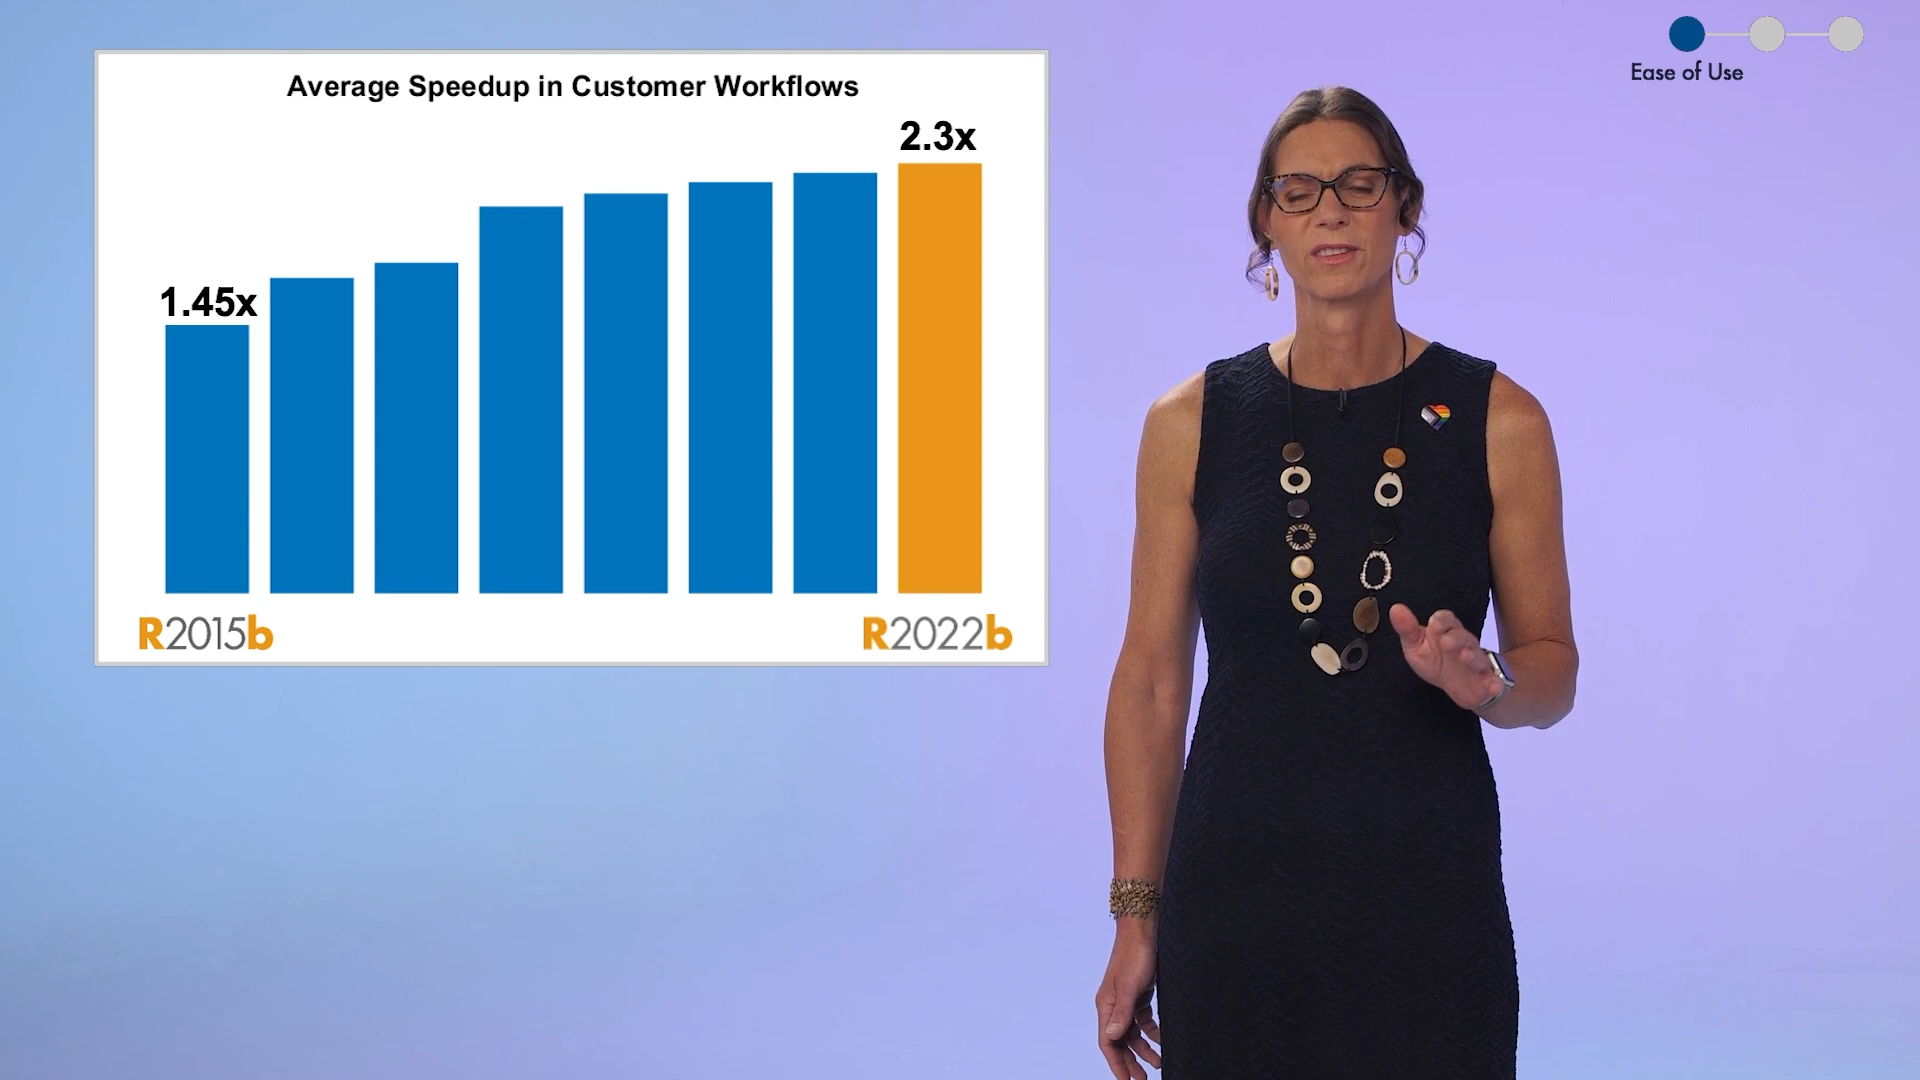 Ease of Use
Average Speedup in Customer Workflows
2.3x
1.45x
R2015b
R2022b